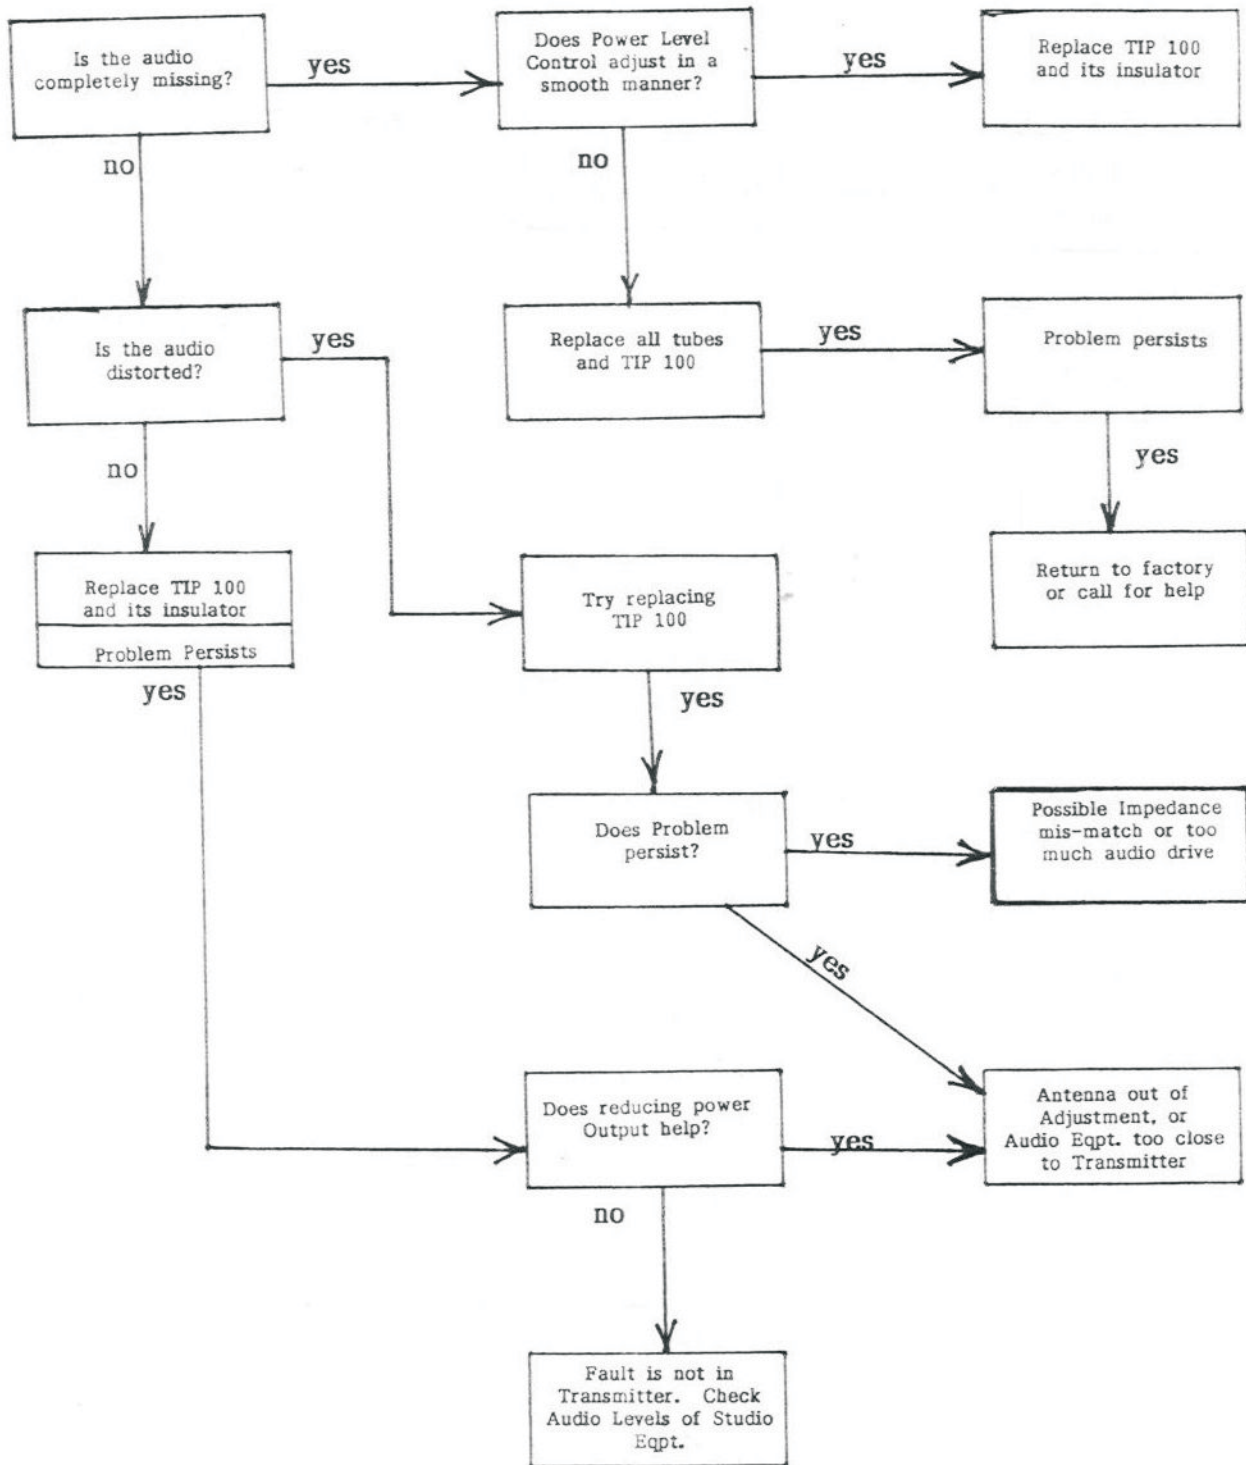 Is the audio
completely missing?
yes
Does Power Level
Control adjust in a
smooth manner?
yes
Replace TIP 100
and its insulator
no
no
Is the audio
distorted?
yes
Replace all tubes
and TIP 100
yes
Problem persists
no
yes
Replace TIP 100
and its insulator
Problem Persists
yes
Try replacing
TIP 100
Return to factory
or call for help
yes
Does Problem
persist?
yes
Possible Impedance
mis-match or too
much audio drive
yes
Does reducing power
Output help?
yes
Antenna out of
Adjustment, or
Audio Eqpt. too close
to Transmitter
no
Fault is not in
Transmitter. Check
Audio Levels of Studio
Eqpt.